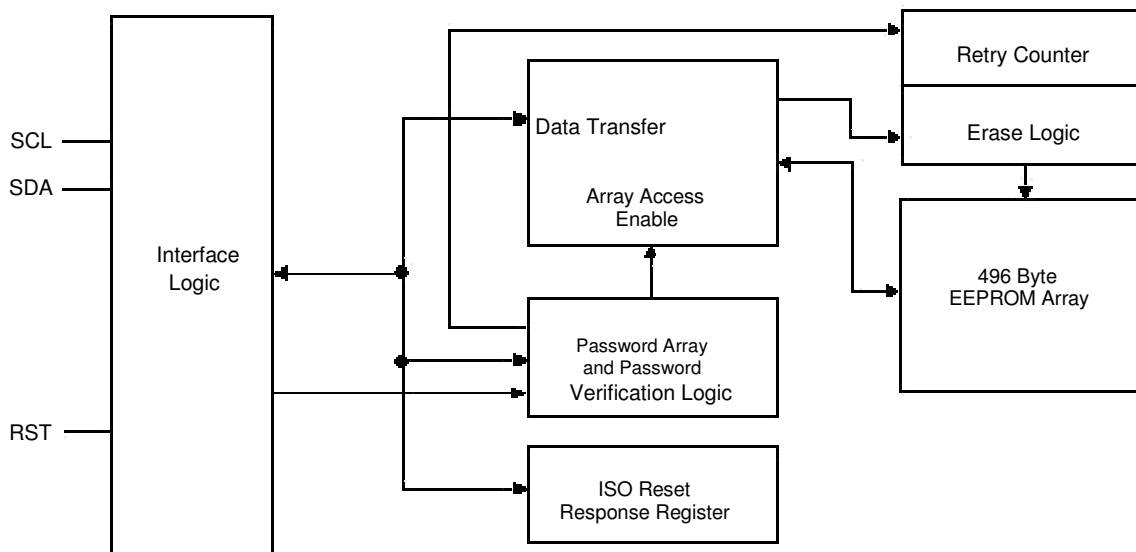 SCL
SDA
RST
Interface
Logic
Data Transfer
Array Access
Enable
Password Array
and Password
Verification Logic
ISO Reset
Response Register
Retry Counter
Erase Logic
496 Byte
EEPROM Array